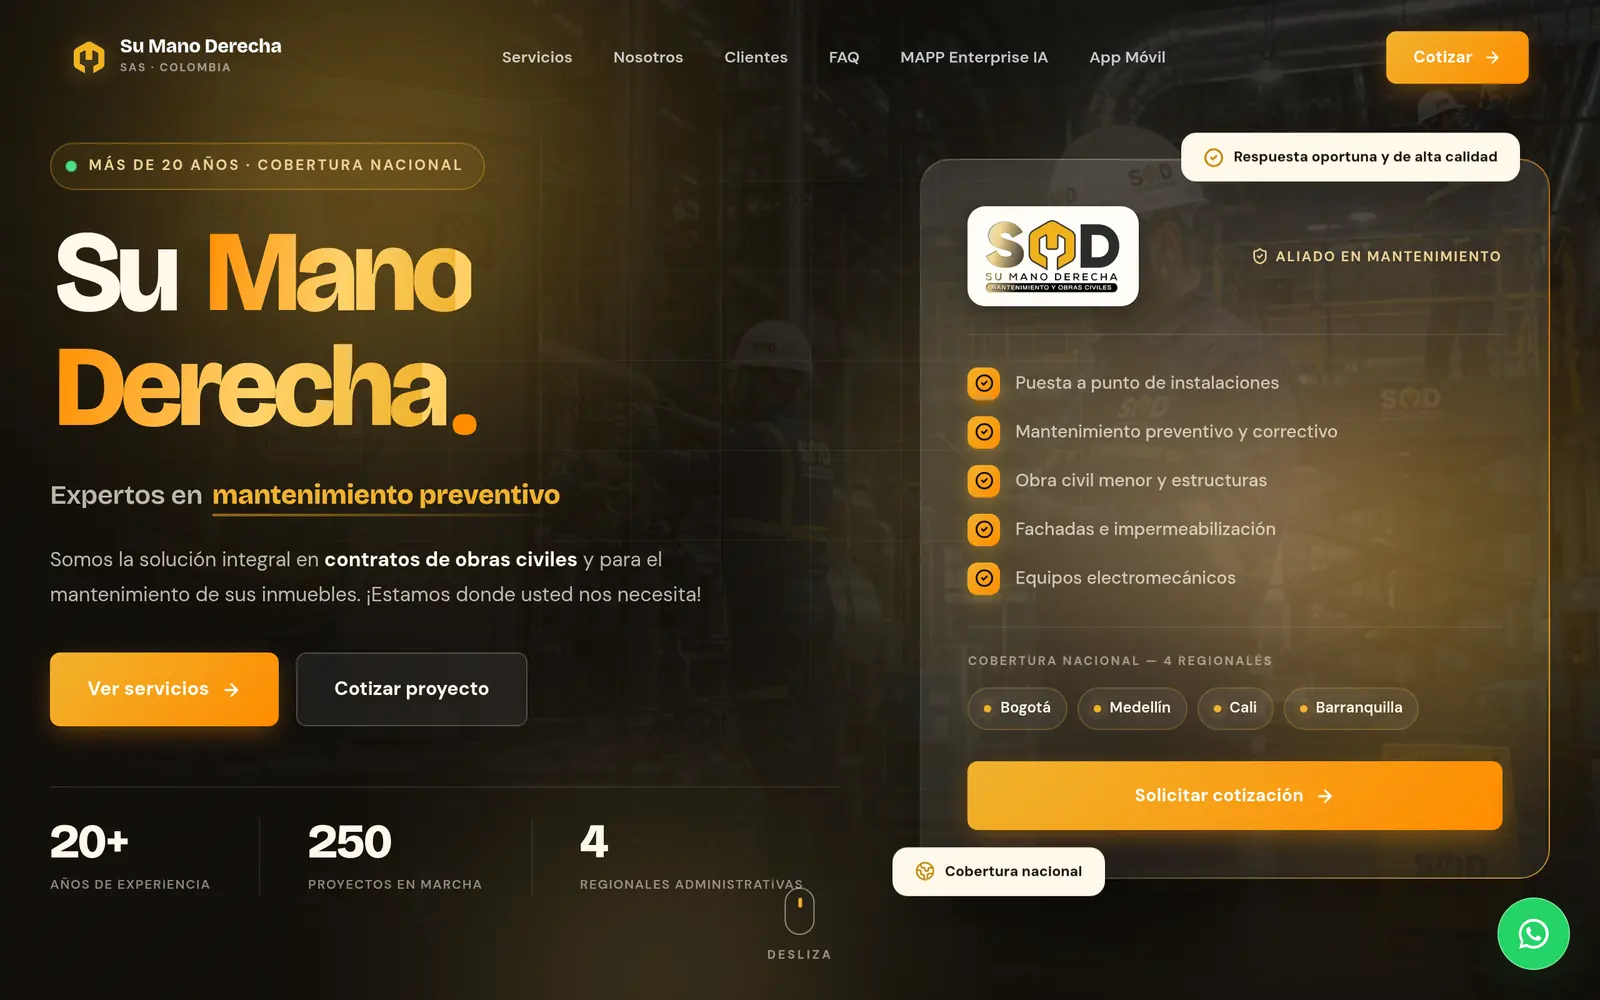 Su Mano Derecha
SAS · COLOMBIA
Servicios
Nosotros
Clientes
FAQ
MAPP Enterprise IA
App Móvil
Cotizar
MÁS DE 20 AÑOS · COBERTURA NACIONAL
Su Mano
Derecha.
Expertos en mantenimiento preventivo
Somos la solución integral en contratos de obras civiles y para el
mantenimiento de sus inmuebles. ¡Estamos donde usted nos necesita!
Ver servicios
Cotizar proyecto
20+
AÑOS DE EXPERIENCIA
250
PROYECTOS EN MARCHA
4
REGIONALES ADMINISTRATIVAS
DESLIZA
Respuesta oportuna y de alta calldad
SMD
SU MANO DERECHA
MANTENIMIENTO Y OBRAS CIVILES
ALIADO EN MANTENIMIENTO
Puesta a punto de instalaciones
Mantenimiento preventivo y correctivo
Obra civil menor y estructuras
Fachadas e impermeabilización
Equipos electromecánicos
COBERTURA NACIONAL — 4 REGIONALES
Bogotá
Medellín
Cali
Barranquilla
Solicitar cotización
Cobertura nacional